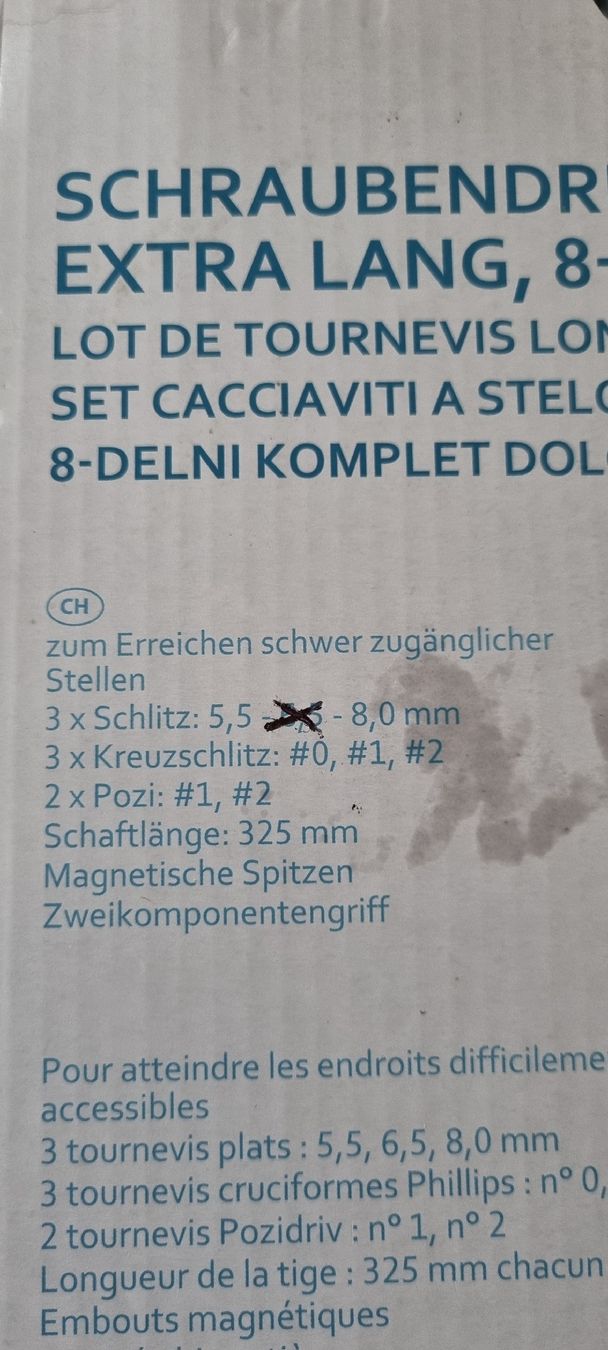 SCHRAUBENDR
EXTRA LANG, 8-
LOT DE TOURNEVIS LON
SET CACCIAVITI A STELO
8-DELNI KOMPLET DOL
CH
zum Erreichen schwer zugänglicher
Stellen
3 x Schlitz: 5,5 - 8,0 mm
3 x Kreuzschlitz: #0, #1, #2
2 x Pozi: #1, #2
Schaftlänge: 325 mm
Magnetische Spitzen
Zweikomponentengriff
Pour atteindre les endroits difficileme
accessibles
3 tournevis plats : 5,5, 6,5, 8,0 mm
3 tournevis cruciformes Phillips : nº 0,
2 tournevis Pozidriv : nº 1, nº 2
Longueur de la tige : 325 mm chacun
Embouts magnétiques